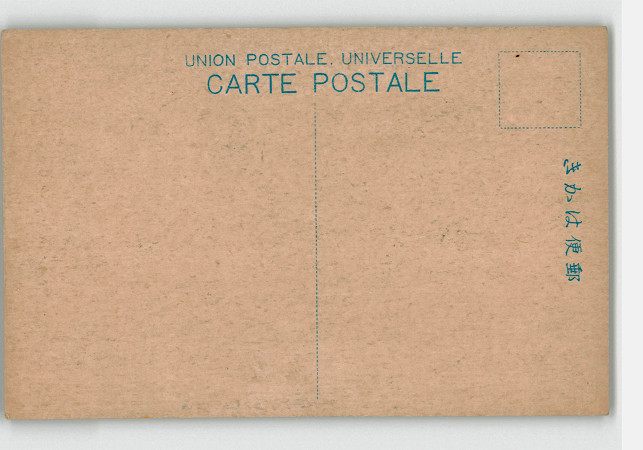 UNION POSTALE. UNIVERSELLE
CARTE POSTALE
郵便はかき